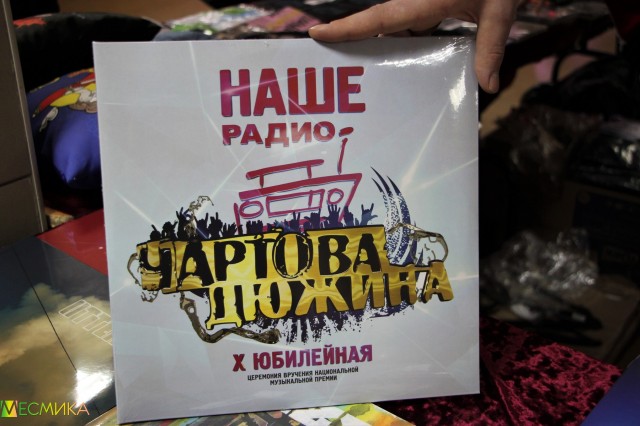 НАШЕ
РАДИО
ЧАРТОВА
ДЮЖИНА
X ЮБИЛЕЙНАЯ
ЦЕРЕМОНИЯ ВРУЧЕНИЯ НАЦИОНАЛЬНОЙ
МУЗЫКАЛЬНОЙ ПРЕМИИ
МЕСМИКА